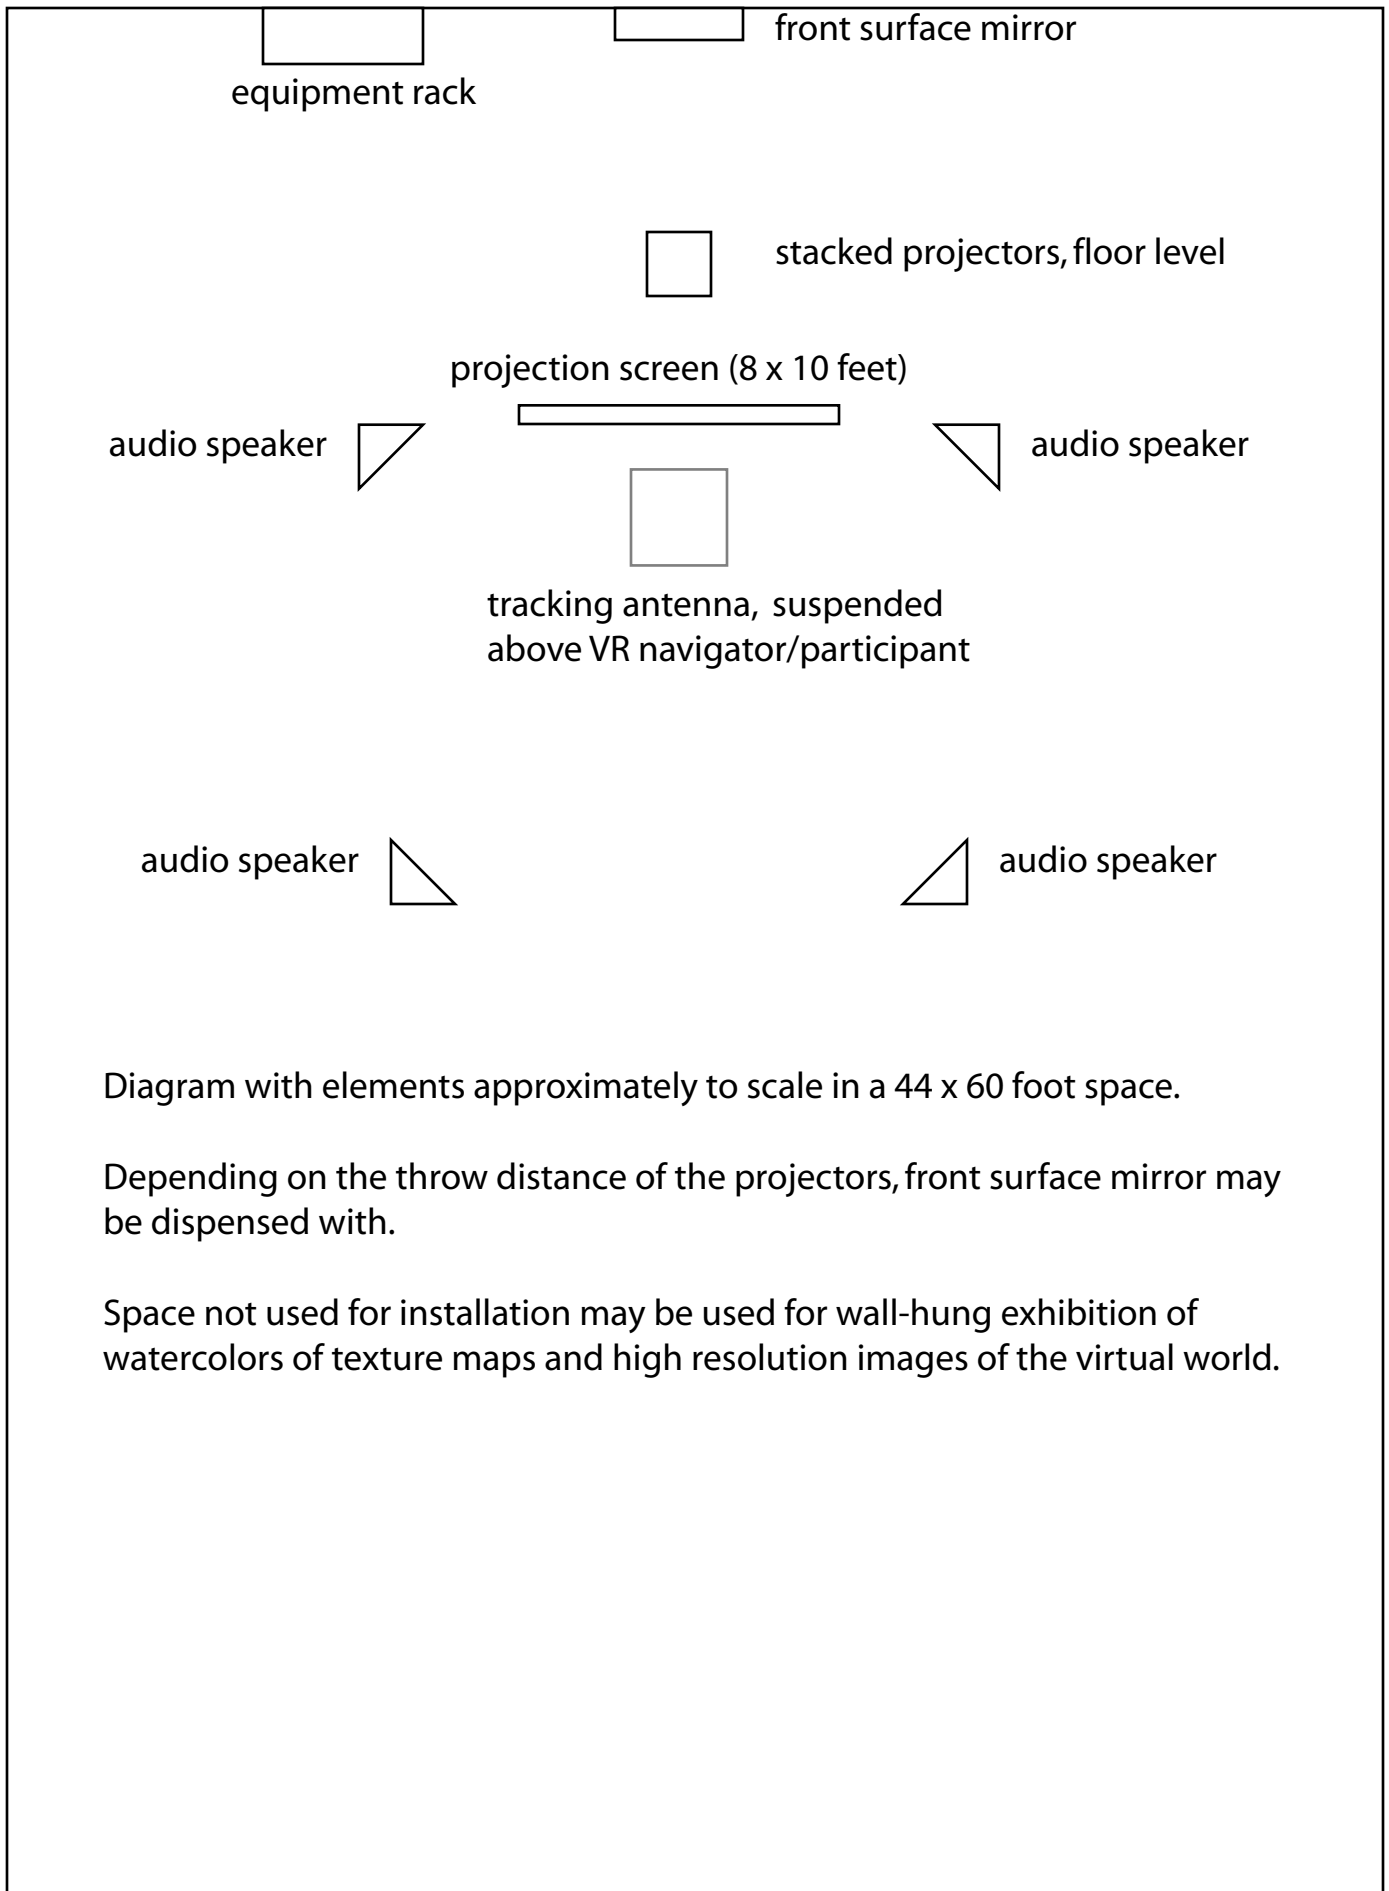 front surface mirror
equipment rack
stacked projectors, floor level
projection screen (8 x 10 feet)
audio speaker
audio speaker
tracking antenna, suspended
above VR navigator/participant
audio speaker
audio speaker
Diagram with elements approximately to scale in a 44 x 60 foot space.
Depending on the throw distance of the projectors, front surface mirror may
be dispensed with.
Space not used for installation may be used for wall-hung exhibition of
watercolors of texture maps and high resolution images of the virtual world.